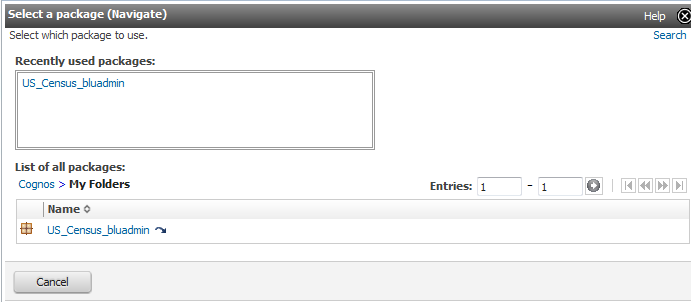 Select a package (Navigate)
Help
Select which package to use.
Search
Recently used packages:
US_Census_bluadmin
List of all packages:
Cognos > My Folders
Entries: 1 - 1
Name
US_Census_bluadmin
Cancel